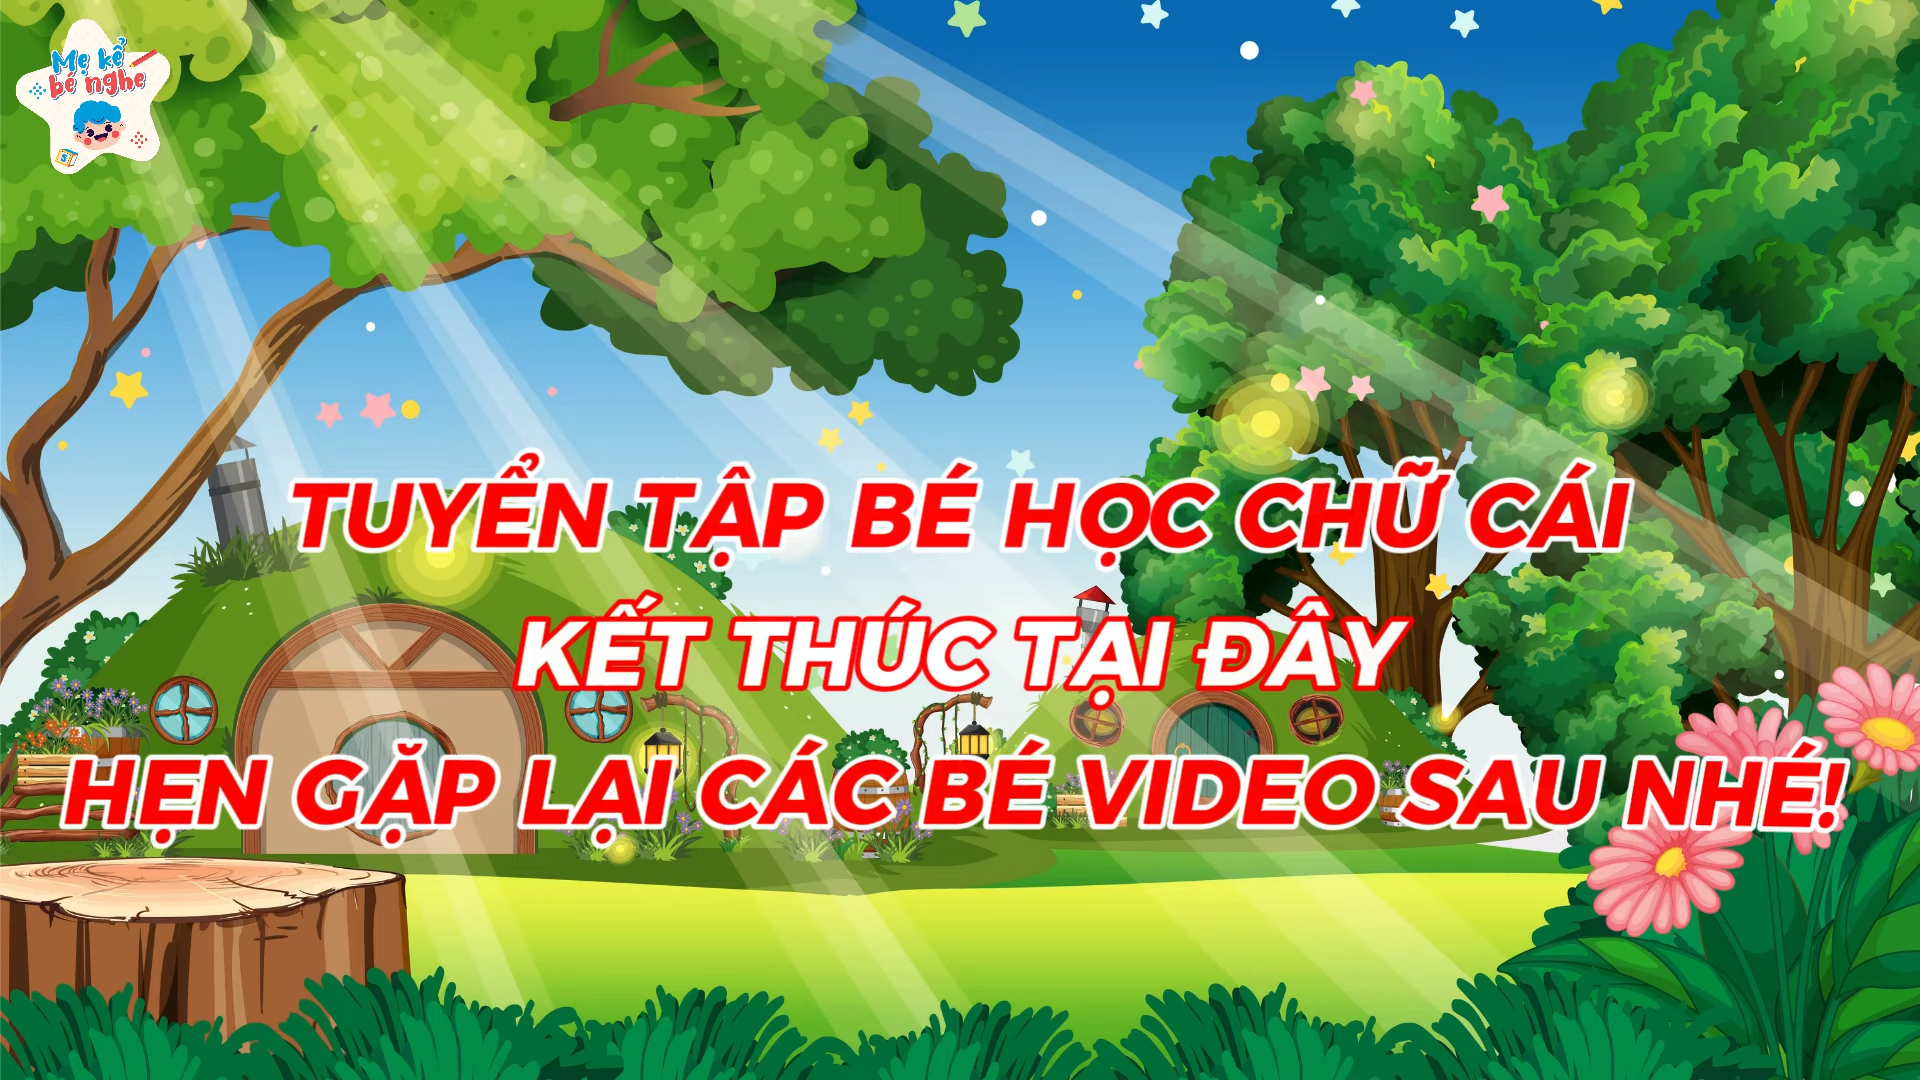 Mẹ kể
bé nghe
TUYỂN TẬP BÉ HỌC CHỮ CÁI
KẾT THÚC TẠI ĐÂY
HẸN GẶP LẠI CÁC BÉ VIDEO SAU NHÉ!